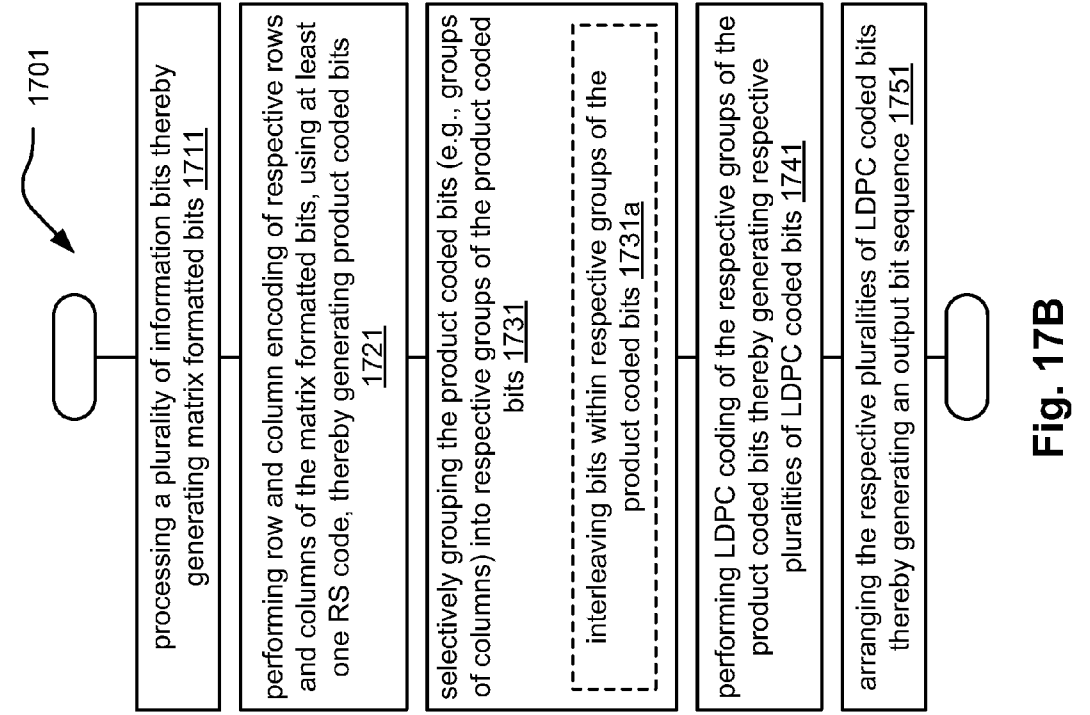 1701
processing a plurality of information bits thereby
generating matrix formatted bits 1711
performing row and column encoding of respective rows
and columns of the matrix formatted bits, using at least
one RS code, thereby generating product coded bits
1721
selectively grouping the product coded bits (e.g., groups
of columns) into respective groups of the product coded
bits 1731
interleaving bits within respective groups of the
product coded bits 1731a
performing LDPC coding of the respective groups of the
product coded bits thereby generating respective
pluralities of LDPC coded bits 1741
arranging the respective pluralities of LDPC coded bits
thereby generating an output bit sequence 1751
Fig. 17B